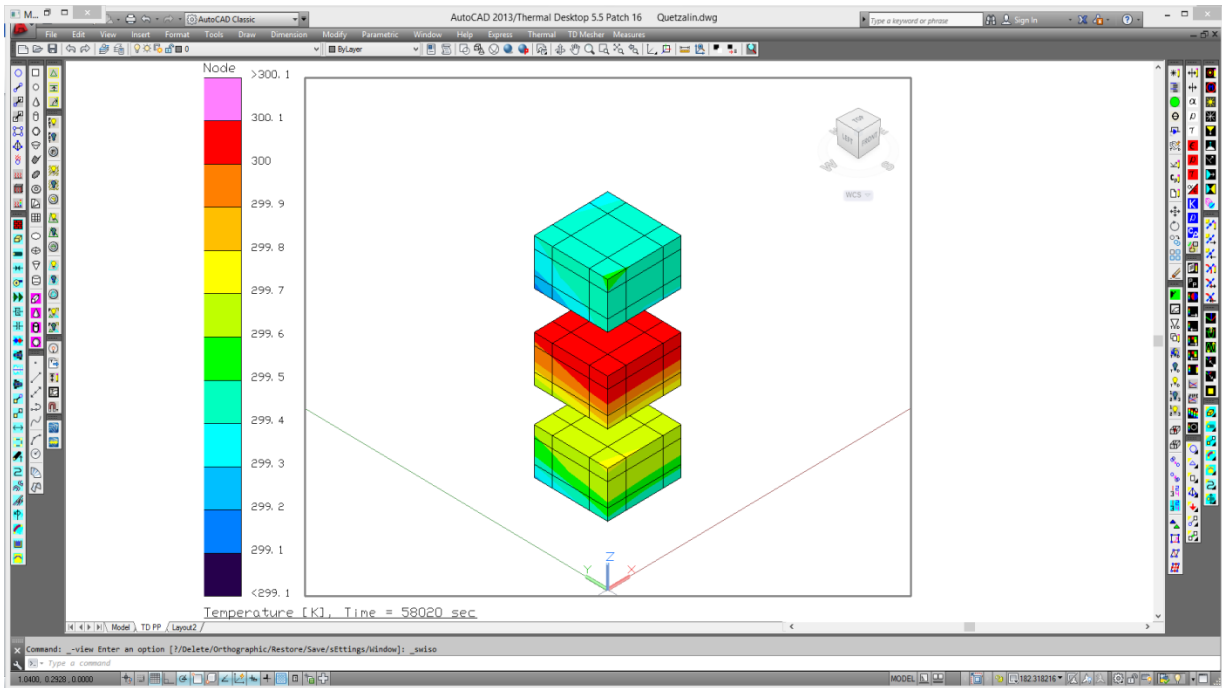 M...
AutoCAD Classic
AutoCAD 2013/Thermal Desktop 5.5 Patch 16 Quetzalin.dwg
Type a keyword or phrase
Sign In
File Edit View Insert Format Tools Draw Dimension Modify Parametric Window Help Express Thermal TD Mesher Measures
0
ByLayer
Node
>300. 1
300. 1
300
299. 9
299. 8
299. 7
299. 6
299. 5
299. 4
299. 3
299. 2
299. 1
<299. 1
Temperature [K], Time = 58020 sec
TOP
LEFT
FRONT
WCS
Z
Y
X
Model TD PP Layout2
Command: _-view Enter an option [?/Delete/Orthographic/Restore/Save/sEttings/Window]: _swiso
Type a command
1.0400, 0.2928, 0.0000
MODEL
182.318216